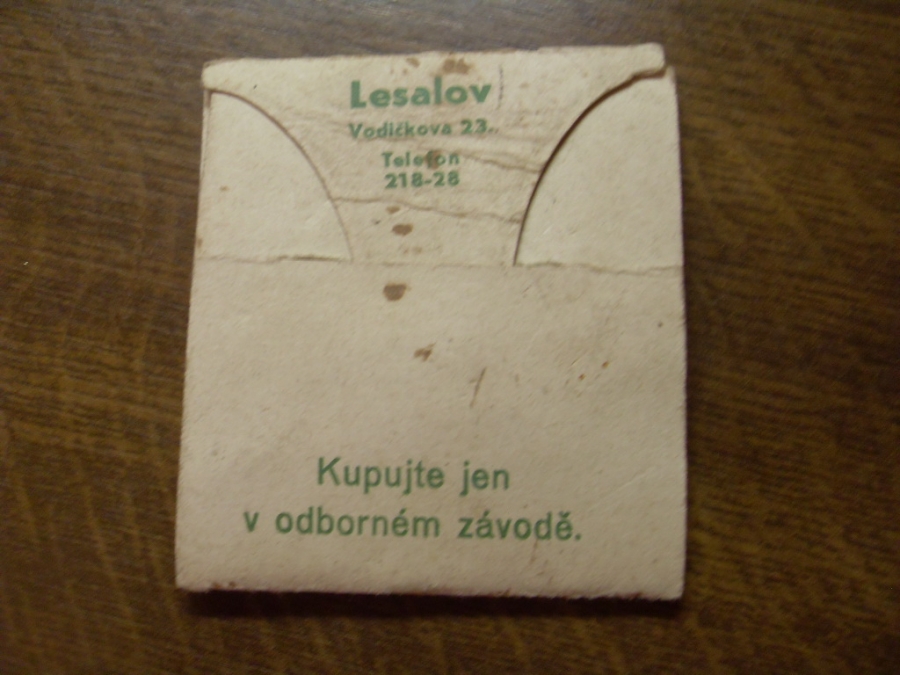 Lesalov
Vodičkova 23.
Telefon
218-28
Kupujte jen
v odborném závodě.